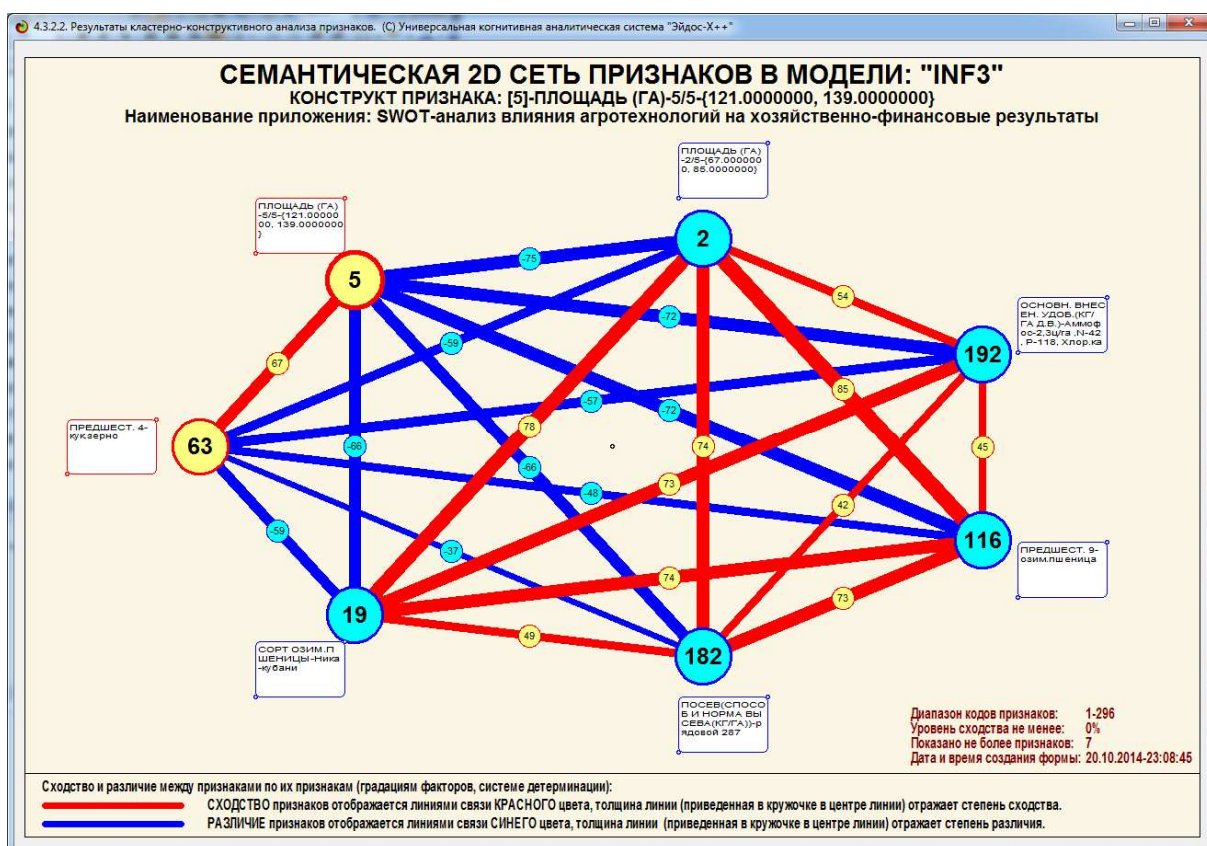 4.3.2.2. Результаты кластерно-конструктивного анализа признаков. (C) Универсальная когнитивная аналитическая система "Эйдос-X++"
СЕМАНТИЧЕСКАЯ 2D СЕТЬ ПРИЗНАКОВ В МОДЕЛИ: "INF3"
КОНСТРУКТ ПРИЗНАКА: [5]-ПЛОЩАДЬ (ГА)-5/5-{121.0000000, 139.0000000}
Наименование приложения: SWOT-анализ влияния агротехнологий на хозяйственно-финансовые результаты
ПЛОЩАДЬ (ГА)
-2/5-{67.000000
0, 85.0000000}
ПЛОЩАДЬ (ГА)
-5/5-{121.00000
00, 139.0000000
}
2
5
-75
54
ОСНОВН. ВНЕС
ЕН. УДОБ.(КГ/
ГА Д.В.)-Аммоф
ос-2,3ц/га ,N-42
, P-118, Хлор.ка
-72
-59
192
67
85
-57
-72
ПРЕДШЕСТ. 4-
кук.зерно
63
78
-66
74
45
-66
73
-48
42
-59
-37
116
ПРЕДШЕСТ. 9-
озим.пшеница
74
73
19
49
182
СОРТ ОЗИМ.П
ШЕНИЦЫ-Ника
-кубани
ПОСЕВ(СПОСО
Б И НОРМА ВЫ
СЕВА(КГ/ГА))-р
ядовой 287
Диапазон кодов признаков: 1-296
Уровень сходства не менее: 0%
Показано не более признаков: 7
Дата и время создания формы: 20.10.2014-23:08:45
Сходство и различие между признаками по их признакам (градациям факторов, системе детерминации):
СХОДСТВО признаков отображается линиями связи КРАСНОГО цвета, толщина линии (приведенная в кружочке в центре линии) отражает степень сходства.
РАЗЛИЧИЕ признаков отображается линиями связи СИНЕГО цвета, толщина линии (приведенная в кружочке в центре линии) отражает степень различия.